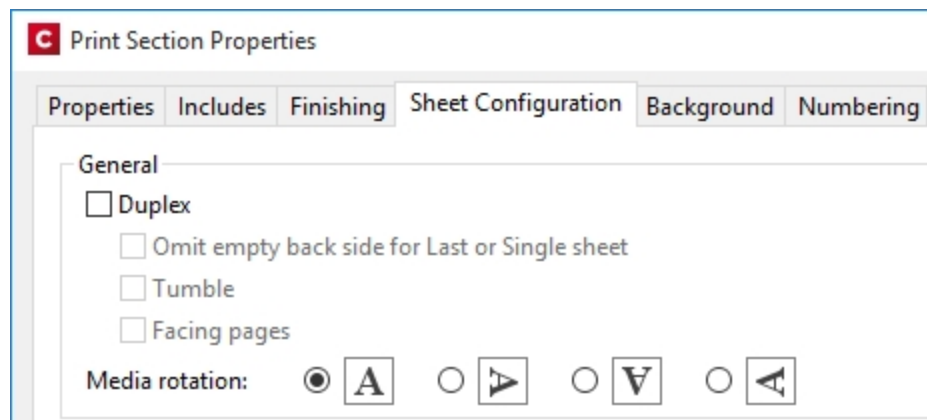 C Print Section Properties
Properties Includes Finishing Sheet Configuration Background Numbering
General
Duplex
Omit empty back side for Last or Single sheet
Tumble
Facing pages
Media rotation: A A A A